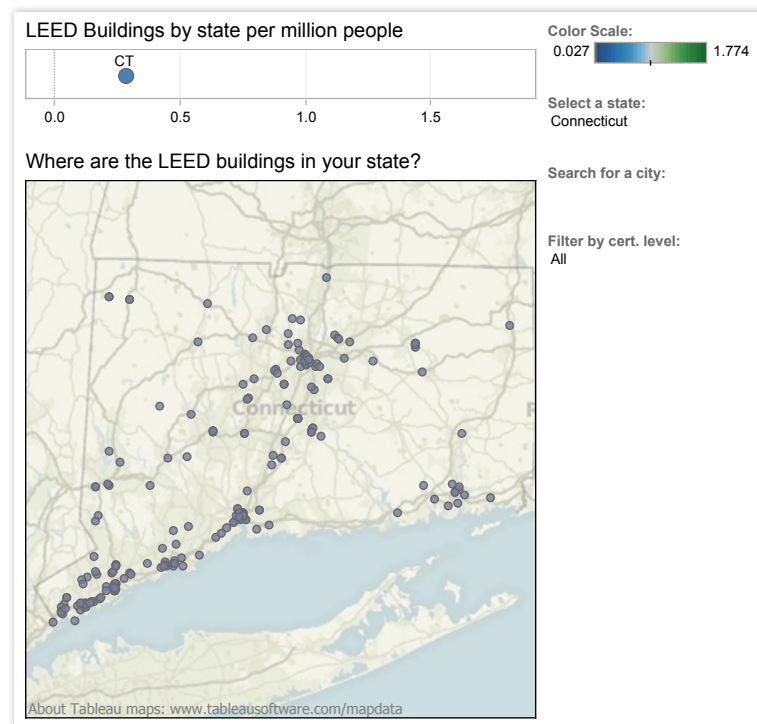 LEED Buildings by state per million people
CT
0.0 0.5 1.0 1.5
Color Scale:
0.027 1.774
Select a state:
Connecticut
Where are the LEED buildings in your state?
Search for a city:
Filter by cert. level:
All
Connecticut
R
About Tableau maps: www.tableausoftware.com/mapdata